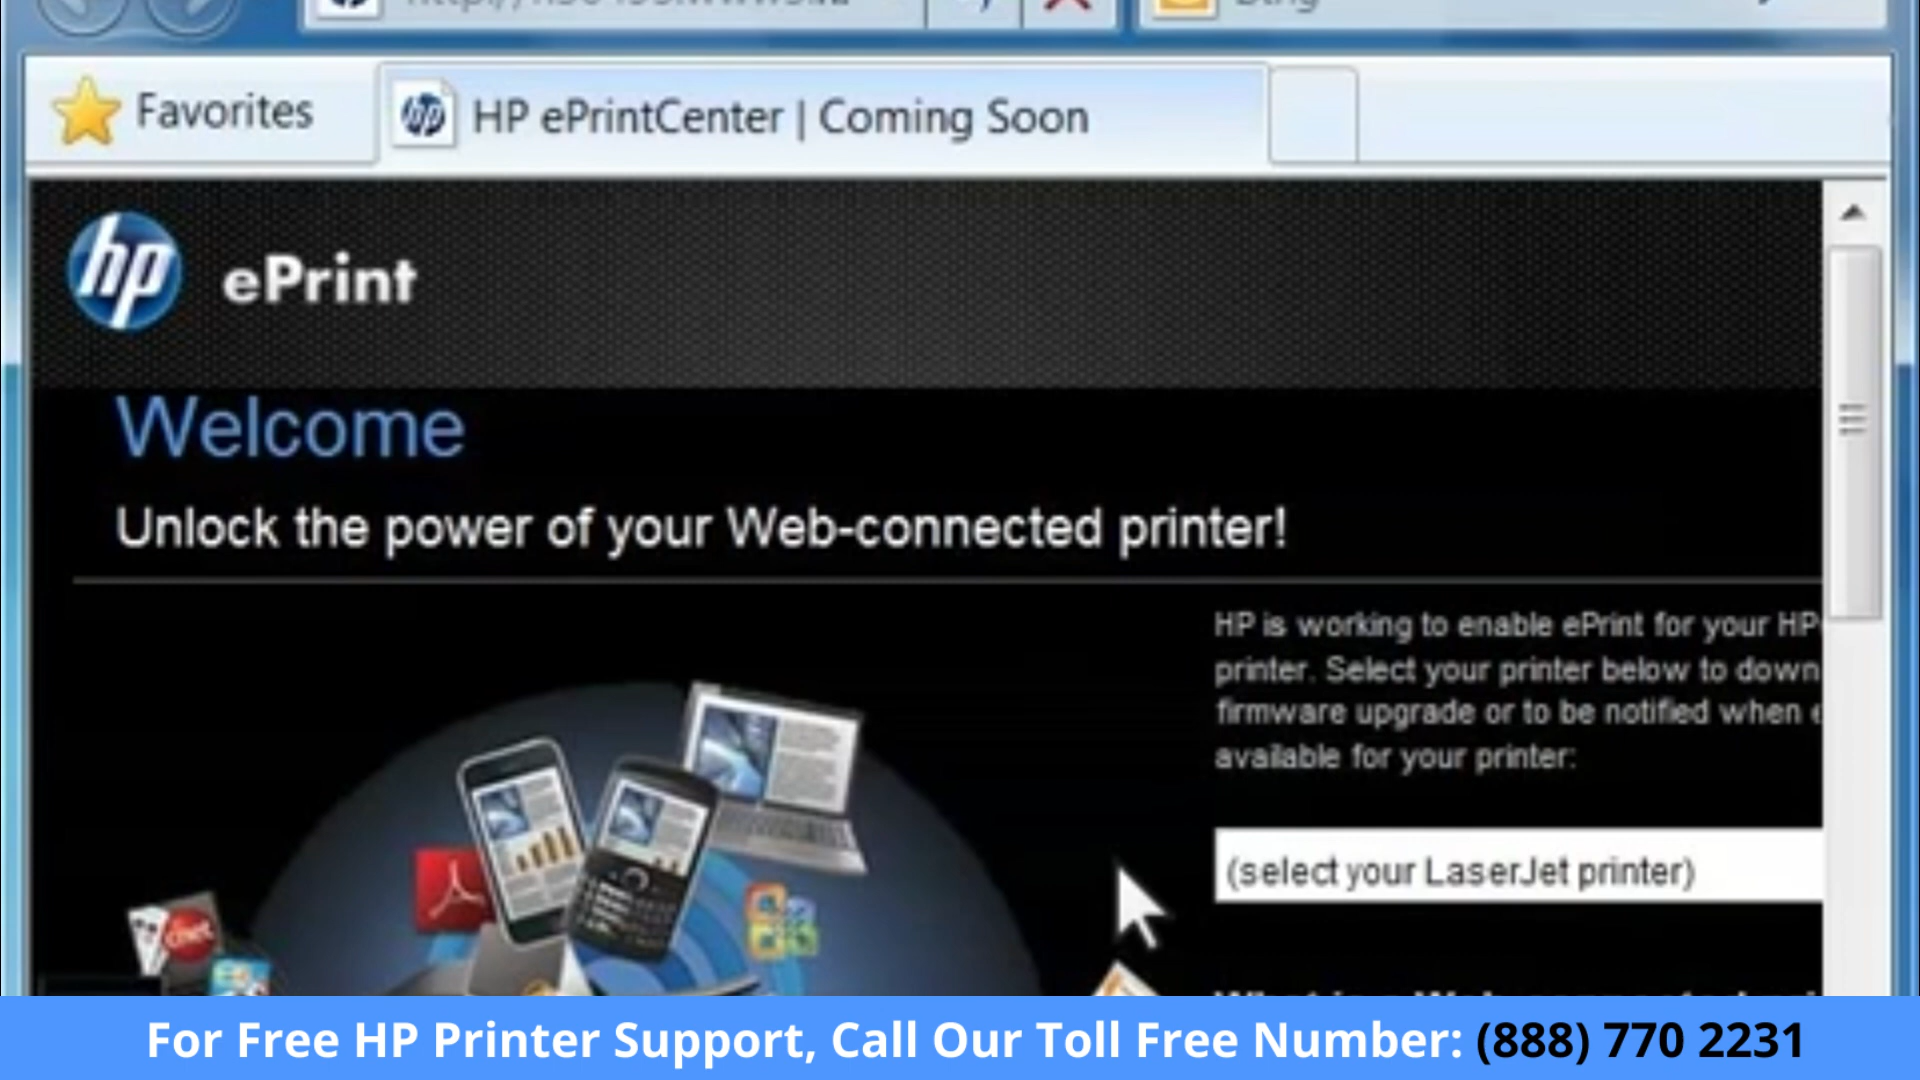 Favorites
HP ePrintCenter | Coming Soon
hp ePrint
Welcome
Unlock the power of your Web-connected printer!
HP is working to enable ePrint for your HP
printer. Select your printer below to down
firmware upgrade or to be notified when
available for your printer:
(select your LaserJet printer)
For Free HP Printer Support, Call Our Toll Free Number: (888) 770 2231